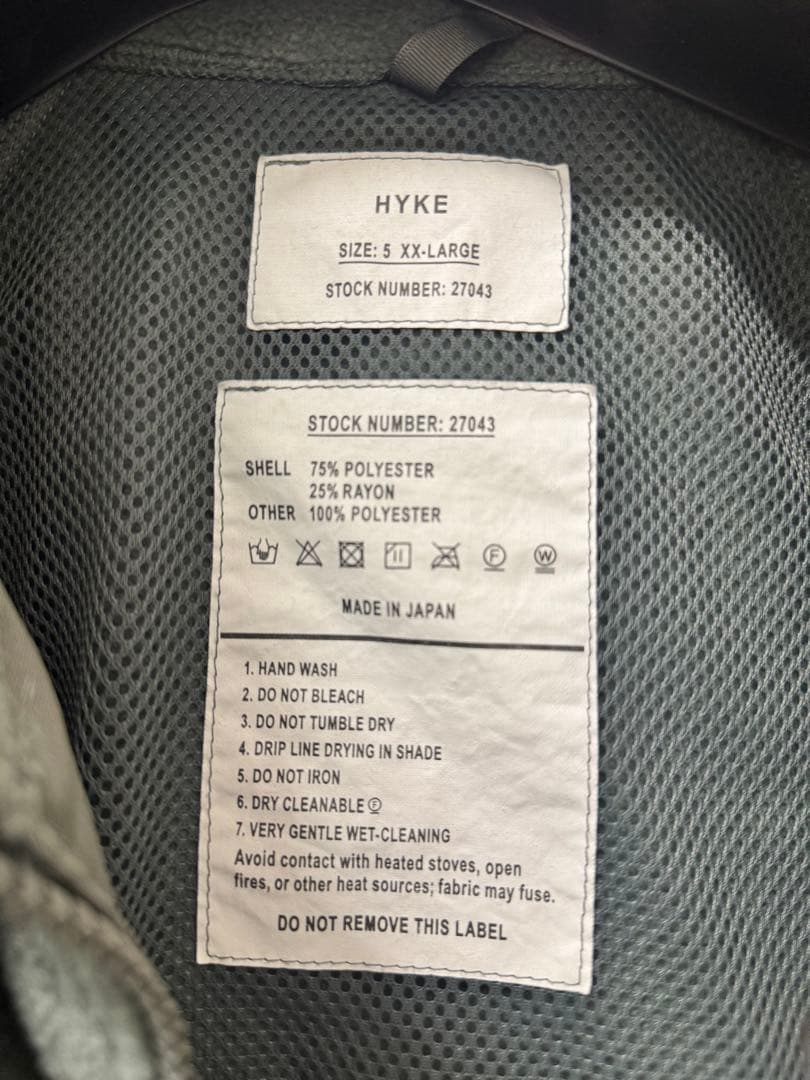 HYKE
SIZE: 5 XX-LARGE
STOCK NUMBER: 27043
STOCK NUMBER: 27043
SHELL 75% POLYESTER
25% RAYON
OTHER 100% POLYESTER
F W
MADE IN JAPAN
1. HAND WASH
2. DO NOT BLEACH
3. DO NOT TUMBLE DRY
4. DRIP LINE DRYING IN SHADE
5. DO NOT IRON
6. DRY CLEANABLE Ⓕ
7. VERY GENTLE WET-CLEANING
Avoid contact with heated stoves, open
fires, or other heat sources; fabric may fuse.
DO NOT REMOVE THIS LABEL